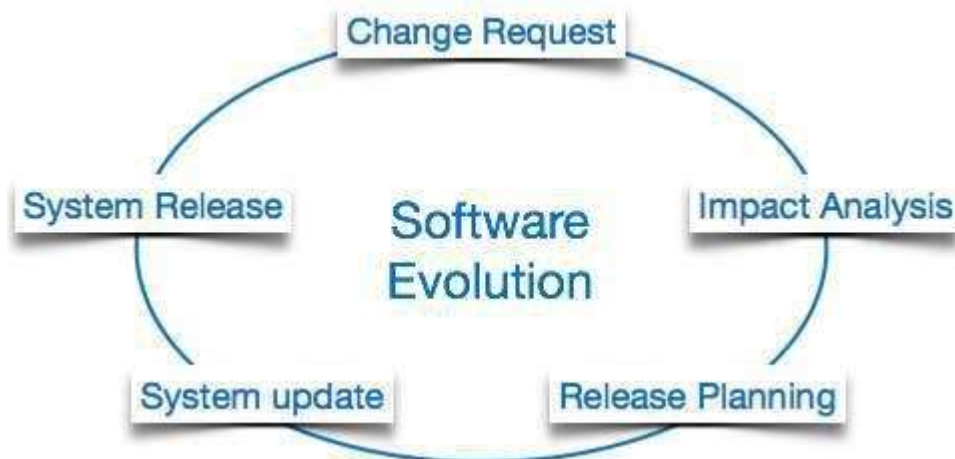 Change Request
System Release
Impact Analysis
Software
Evolution
System update
Release Planning